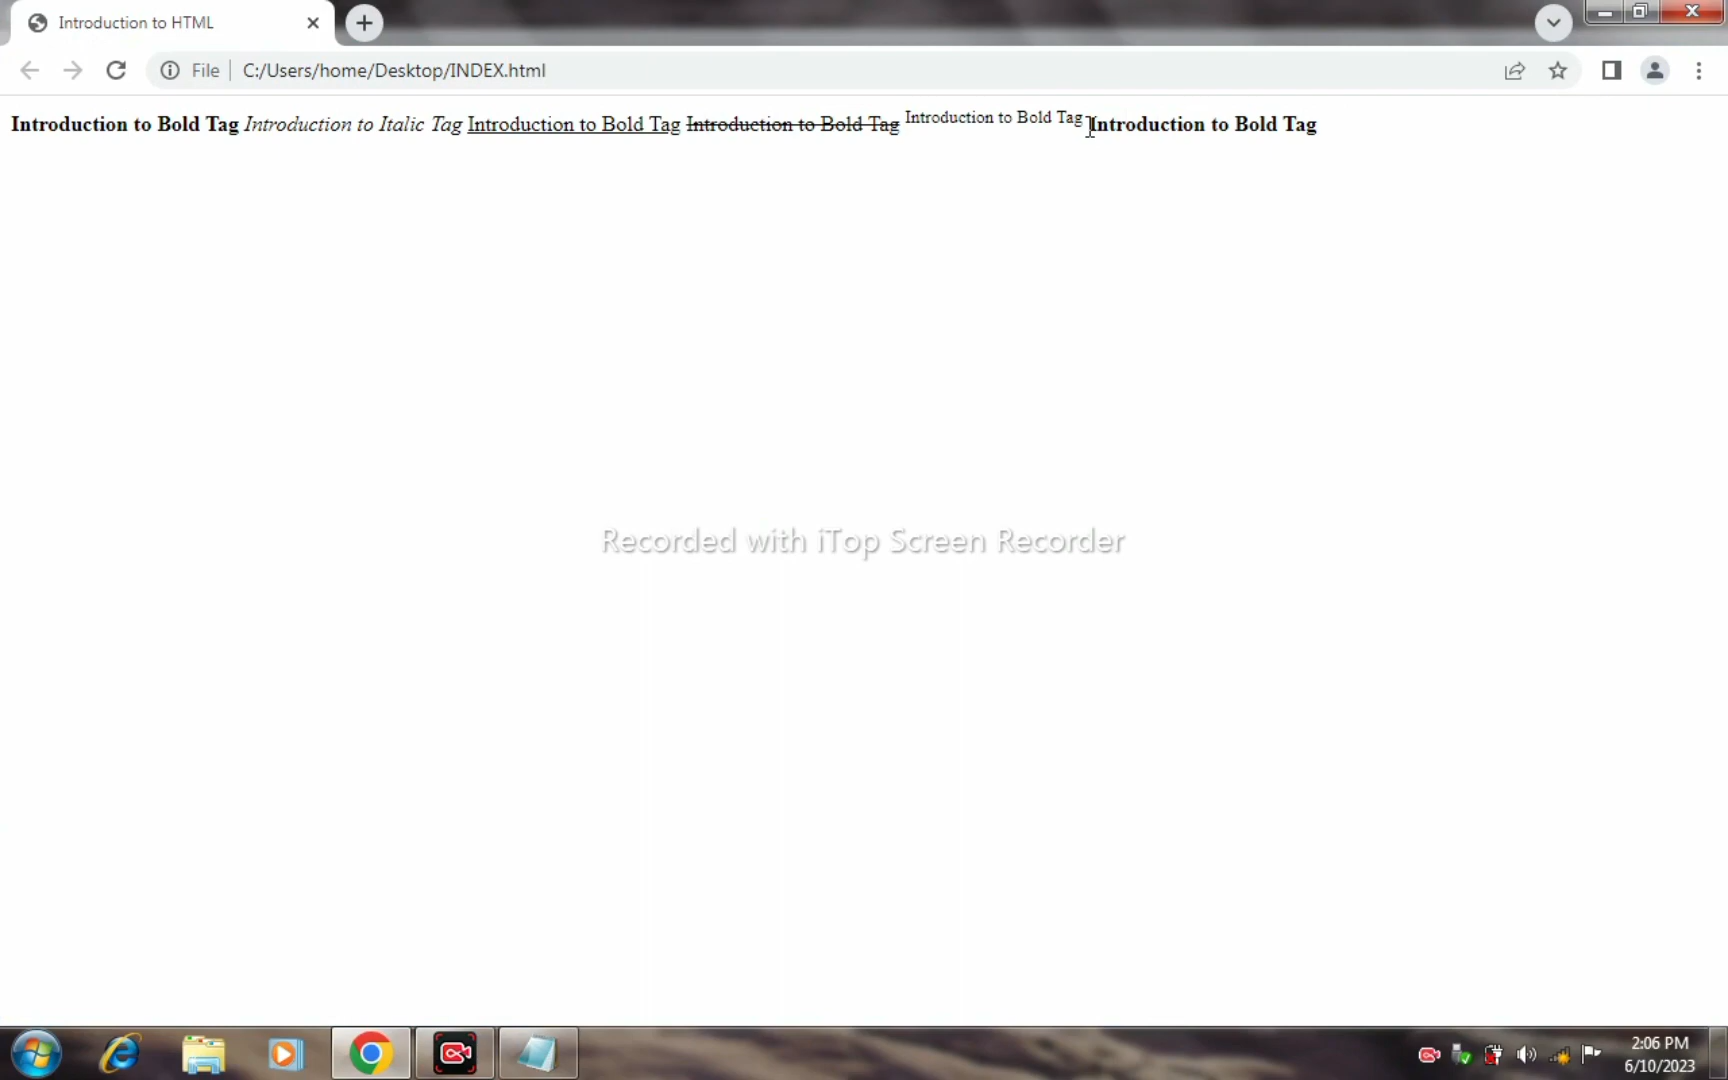 Introduction to HTML
File
C:/Users/home/Desktop/INDEX.html
Introduction to Bold Tag Introduction to Italic Tag Introduction to Bold Tag Introduction to Bold Tag Introduction to Bold Tag Introduction to Bold Tag
Recorded with iTop Screen Recorder
2:06 PM
6/10/2023